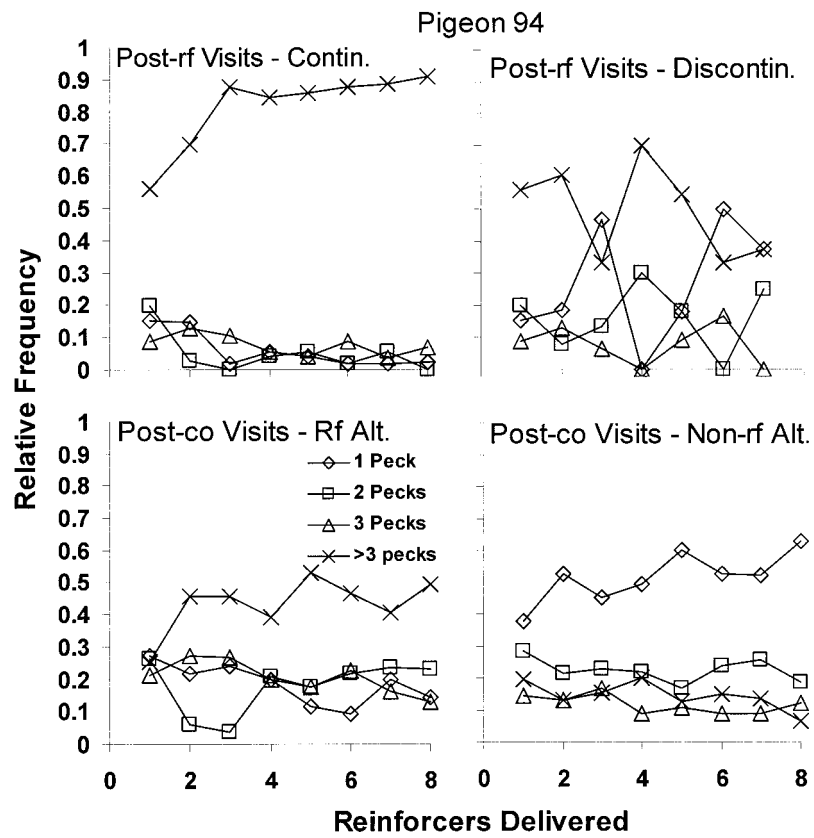 Pigeon 94
Post-rf Visits - Contin.
Post-rf Visits - Discontin.
1
0.9
0.8
0.7
0.6
0.5
0.4
0.3
0.2
0.1
0
Relative Frequency
Post-co Visits - Rf Alt.
Post-co Visits - Non-rf Alt.
1 Peck
2 Pecks
3 Pecks
>3 pecks
1
0.9
0.8
0.7
0.6
0.5
0.4
0.3
0.2
0.1
0
0 2 4 6 8
0 2 4 6 8
Reinforcers Delivered